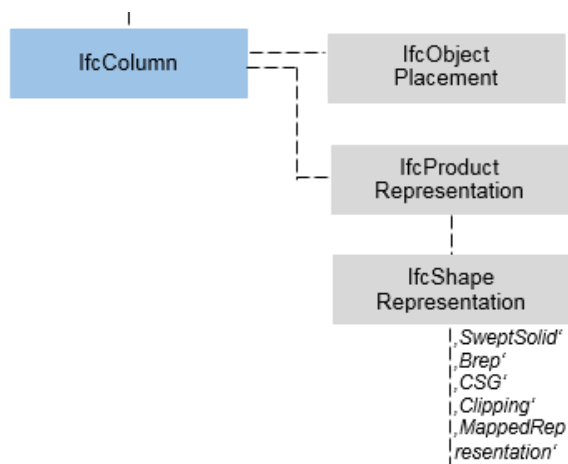 IfcColumn
IfcObject
Placement
IfcProduct
Representation
IfcShape
Representation
‚SweptSolid‘
‚Brep‘
‚CSG‘
‚Clipping‘
‚MappedRep
resentation‘